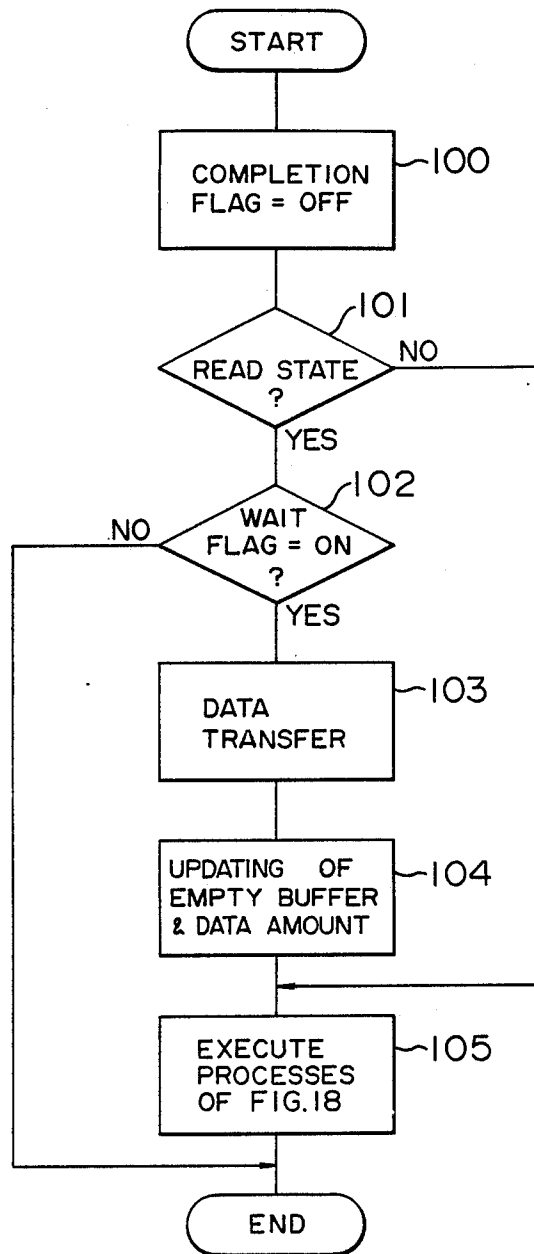 START
COMPLETION
FLAG = OFF
100
101
READ STATE
?
NO
YES
102
WAIT
FLAG = ON
?
NO
YES
DATA
TRANSFER
103
UPDATING OF
EMPTY BUFFER
& DATA AMOUNT
104
EXECUTE
PROCESSES
OF FIG.18
105
END